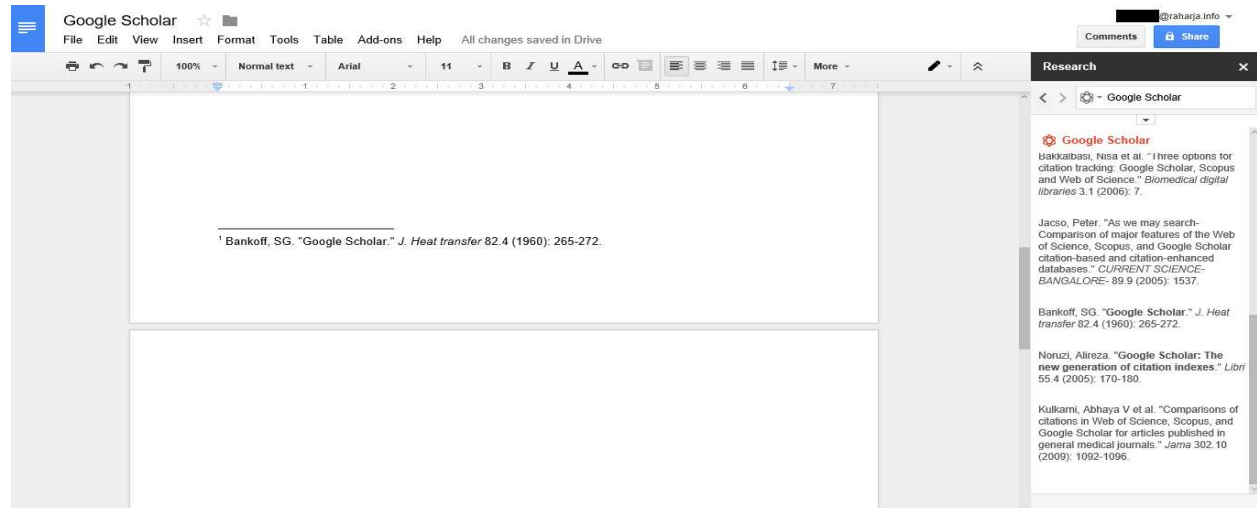 Google Scholar
@raharja.info
File Edit View Insert Format Tools Table Add-ons Help All changes saved in Drive
Comments Share
100% Normal text Arial 11 B I U A More
Research
1 1 2 3 4 5 6 7
Google Scholar
Google Scholar
Bakkalbasi, Nisa et al. "Three options for
citation tracking: Google Scholar, Scopus
and Web of Science." Biomedical digital
libraries 3.1 (2006): 7.
Jacso, Peter. "As we may search-
Comparison of major features of the Web
of Science, Scopus, and Google Scholar
citation-based and citation-enhanced
databases." CURRENT SCIENCE-
BANGALORE- 89.9 (2005): 1537.
Bankoff, SG. "Google Scholar." J. Heat
transfer 82.4 (1960): 265-272.
Noruzi, Alireza. "Google Scholar: The
new generation of citation indexes." Libri
55.4 (2005): 170-180.
Kulkarni, Abhaya V et al. "Comparisons of
citations in Web of Science, Scopus, and
Google Scholar for articles published in
general medical journals." Jama 302.10
(2009): 1092-1096.
1 Bankoff, SG. "Google Scholar." J. Heat transfer 82.4 (1960): 265-272.